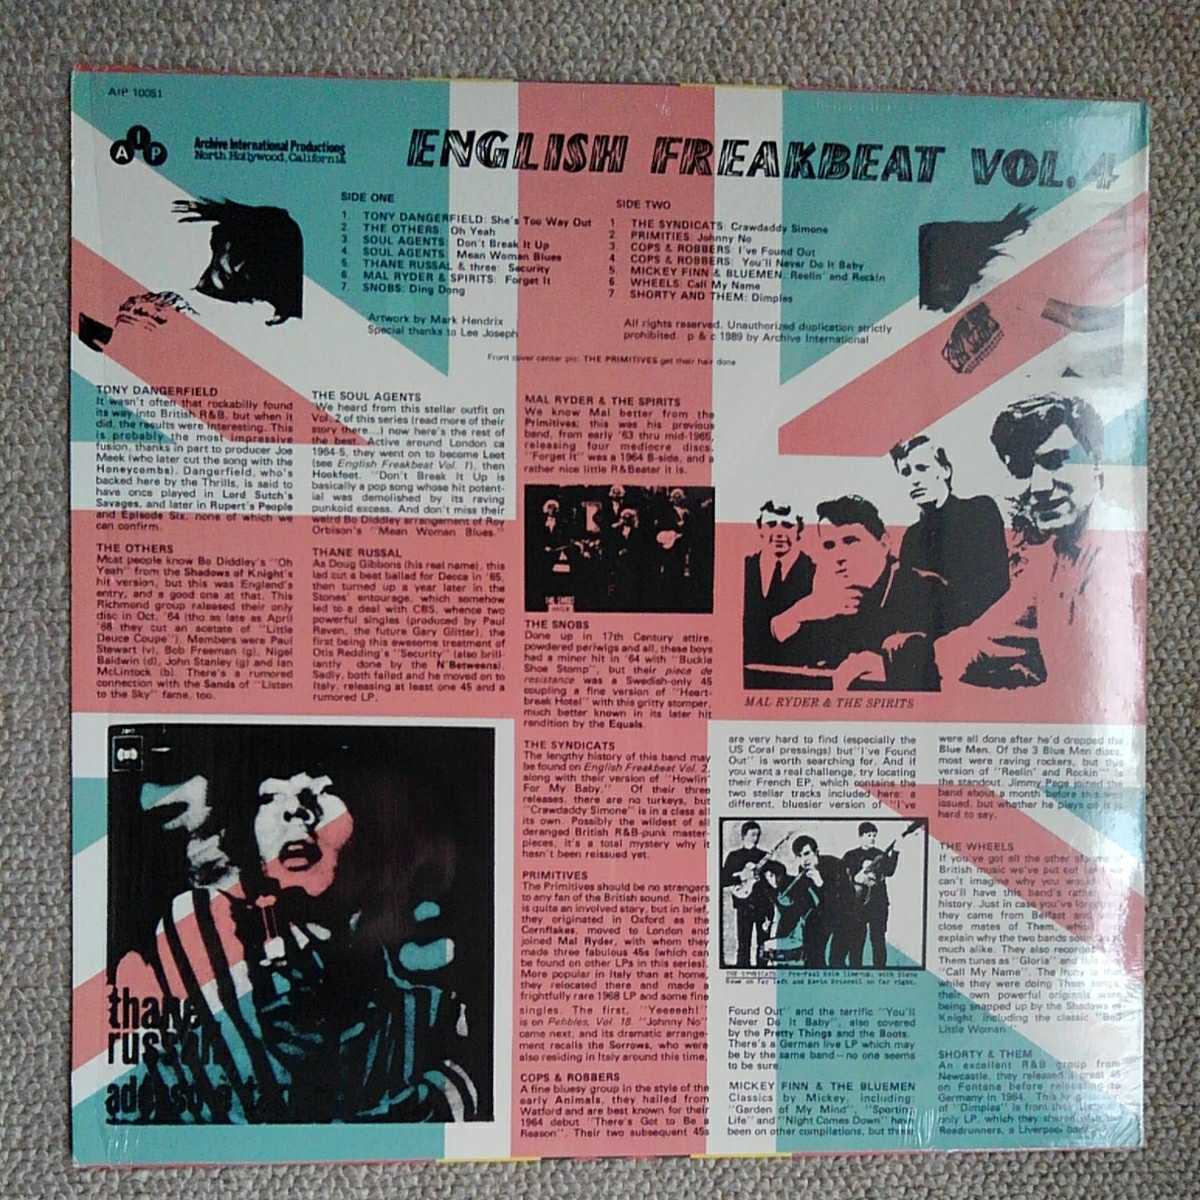 AIP 10051
AIP
Archive International Productions
North Hollywood, California
ENGLISH FREAKBEAT VOL. 4
SIDE ONE
1. TONY DANGERFIELD: She's Too Way Out
2. THE OTHERS: Oh Yeah
3. SOUL AGENTS: Don't Break It Up
4. SOUL AGENTS: Mean Woman Blues
5. THANE RUSSAL & three: Security
6. MAL RYDER & SPIRITS: Forget It
7. SNOBS: Ding Dong
Artwork by Mark Hendrix
Special thanks to Lee Joseph
SIDE TWO
1. THE SYNDICATS: Crawdaddy Simone
2. PRIMITIES: Johnny No
3. COPS & ROBBERS: I've Found Out
4. COPS & ROBBERS: You'll Never Do It Baby
5. MICKEY FINN & BLUEMEN: Reelin' and Rockin
6. WHEELS: Call My Name
7 SHORTY AND THEM: Dimples
All rights reserved. Unauthorized duplication strictly
prohibited. p & c 1989 by Archive International
Front cover center pic: THE PRIMITIVES get their hair done
TONY DANGERFIELD
It wasn't often that rockabilly found
its way into British R&B, but when it
did, the results were interesting. This
is probably the most impressive
fusion, thanks in part to producer Joe
Meek (who later cut the song with the
Honeycombs). Dangerfield, who's
backed here by the Thrills, is said to
have once played in Lord Sutch's
Savages, and later in Rupert's People
and Episode Six, none of which we
can confirm.
THE OTHERS
Most people know Bo Diddley's "Oh
Yeah" from the Shadows of Knight's
hit version, but this was England's
entry, and a good one at that. This
Richmond group released their only
disc in Oct. '64 (tho as late as April
'68 they cut an acetate of "Little
Deuce Coupe"). Members were Paul
Stewart (v), Bob Freeman (g), Nigel
Baldwin (d), John Stanley (g) and Ian
McLintock (b). There's a rumored
connection with the Sands of "Listen
to the Sky" fame, too.
THE SOUL AGENTS
We heard from this stellar outfit on
Vol. 2 of this series (read more of their
story there...) now here's the rest of
the best. Active around London ca
1964-5, they went on to become Loot
(see English Freakbeat Vol. 1), then
Hookfoot. "Don't Break It Up is
basically a pop song whose hit potent-
ial was demolished by its raving
punkoid excess. And don't miss their
weird Bo Diddley arrangement of Roy
Orbison's "Mean Woman Blues."
THANE RUSSAL
As Doug Gibbons (his real name), this
lad cut a beat ballad for Decca in '65,
then turned up a year later in the
Stones' entourage, which somehow
led to a deal with CBS, whence two
powerful singles (produced by Paul
Raven, the future Gary Glitter), the
first being this awesome treatment of
Otis Redding's "Security" (also brill-
iantly done by the N'Betweens).
Sadly, both failed and he moved on to
Italy, releasing at least one 45 and a
rumored LP.
thane
russal
MAL RYDER & THE SPIRITS
We know Mal better from the
Primitives; this was his previous
band, from early '63 thru mid-1965,
releasing four mediocre discs.
"Forget It" was a 1964 B-side, and a
rather nice little R&Beater it is.
THE SNOBS
Done up in 17th Century attire,
powdered periwigs and all, these boys
had a minor hit in '64 with "Buckle
Shoe Stomp", but their piece de
resistance was a Swedish-only 45
coupling a fine version of "Heart-
break Hotel" with this gritty stomper,
much better known in its later hit
rendition by the Equals.
THE SYNDICATS
The lengthy history of this band may
be found on English Freakbeat Vol. 2,
along with their version of "Howlin'
For My Baby." Of their three
releases, there are no turkeys, but
"Crawdaddy Simone" is in a class all
its own. Possibly the wildest of all
deranged British R&B-punk master-
pieces, it's a total mystery why it
hasn't been reissued yet.
PRIMITIVES
The Primitives should be no strangers
to any fan of the British sound. Theirs
is quite an involved story, but in brief,
they originated in Oxford as the
Cornflakes, moved to London and
joined Mal Ryder, with whom they
made three fabulous 45s (which can
be found on other LPs in this series).
More popular in Italy than at home,
they relocated there and made a
frightfully rare 1968 LP and some fine
singles. The first, "Yeeeeeh!"
is on Pebbles, Vol. 18. "Johnny No"
came next, and its dramatic arrange-
ment recalls the Sorrows, who were
also residing in Italy around this time.
COPS & ROBBERS
A fine bluesy group in the style of the
early Animals, they hailed from
Watford and are best known for their
1964 debut "There's Got to Be a
Reason". Their two subsequent 45s
MAL RYDER & THE SPIRITS
are very hard to find (especially the
US Coral pressings) but "I've Found
Out" is worth searching for. And if
you want a real challenge, try locating
their French EP, which contains the
two stellar tracks included here: a
different, bluesier version of "I've
THE SYNDICATS - Pre-Paul Kole line-up, with Steve
Howe on far left and Kevin Driscoll on far right.
Found Out" and the terrific "You'll
Never Do It Baby", also covered
by the Pretty Things and the Boots.
There's a German live LP which may
be by the same band—no one seems
to be sure.
MICKEY FINN & THE BLUEMEN
Classics by Mickey, including:
"Garden of My Mind", "Sportin'
Life" and "Night Comes Down" have
been on other compilations, but these
were all done after he'd dropped the
Blue Men. Of the 3 Blue Men discs,
most were raving rockers, but this
version of "Reelin' and Rockin'" is
the standout. Jimmy Page joined the
band about a month before this was
issued, but whether he plays on it is
hard to say.
THE WHEELS
If you've got all the other
British music we've put out
can't imagine why you
you'll have this band's rather
history. Just in case you've
they came from Belfast and
close mates of Them,
explain why the two bands
much alike. They also recorded
Them tunes as "Gloria" and
"Call My Name". The irony is that
while they were doing Them songs,
their own powerful originals were
being snapped up by the Shadows of
Knight, including the classic "Bad
Little Woman"
SHORTY & THEM
An excellent R&B group from
Newcastle, they released a great 45
on Fontana before relocating to
Germany in 1964. This
of "Dimples" is from their
only LP, which they shared with the
Roadrunners, a Liverpool band.